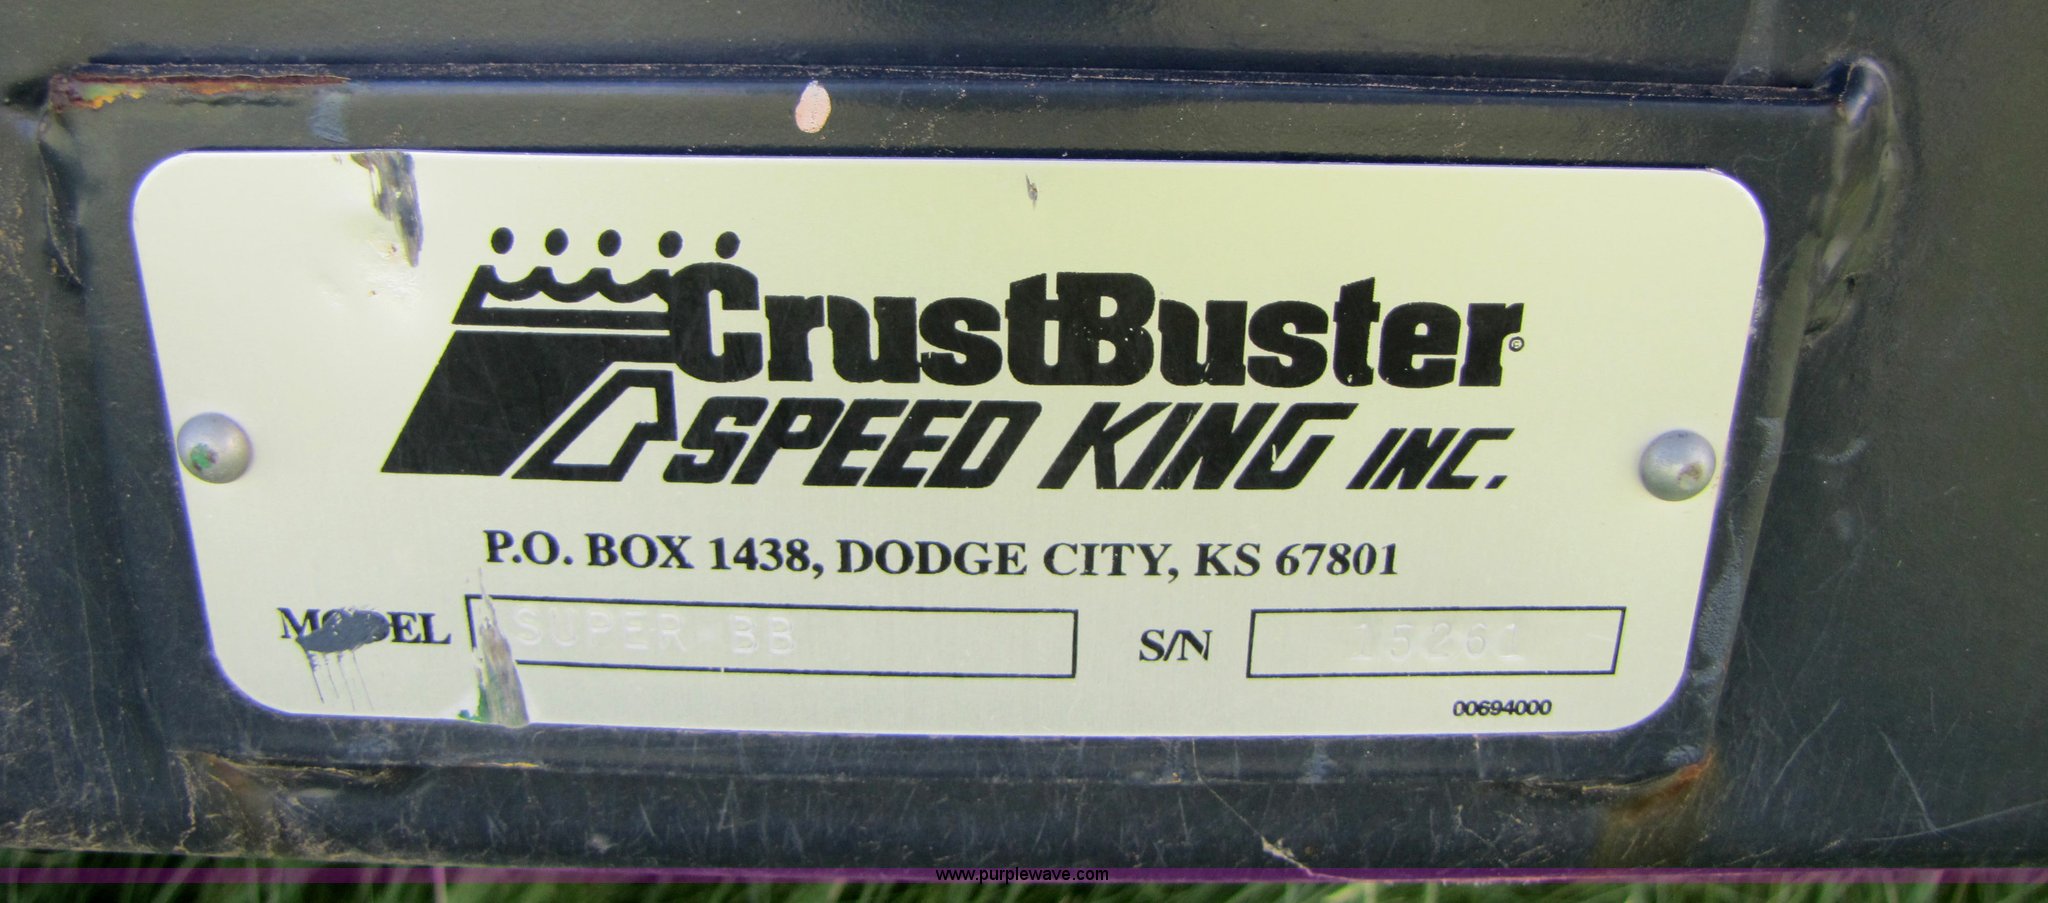 CrustBuster®
SPEED KING INC.
P.O. BOX 1438, DODGE CITY, KS 67801
MODEL SUPER BB S/N 15261
00694000
www.purplewave.com